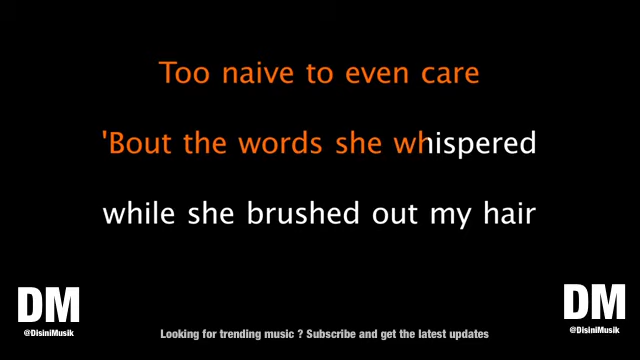 Too naive to even care
'Bout the words she whispered
while she brushed out my hair
DM
@DisiniMusik
Looking for trending music ? Subscribe and get the latest updates
DM
@DisiniMusik